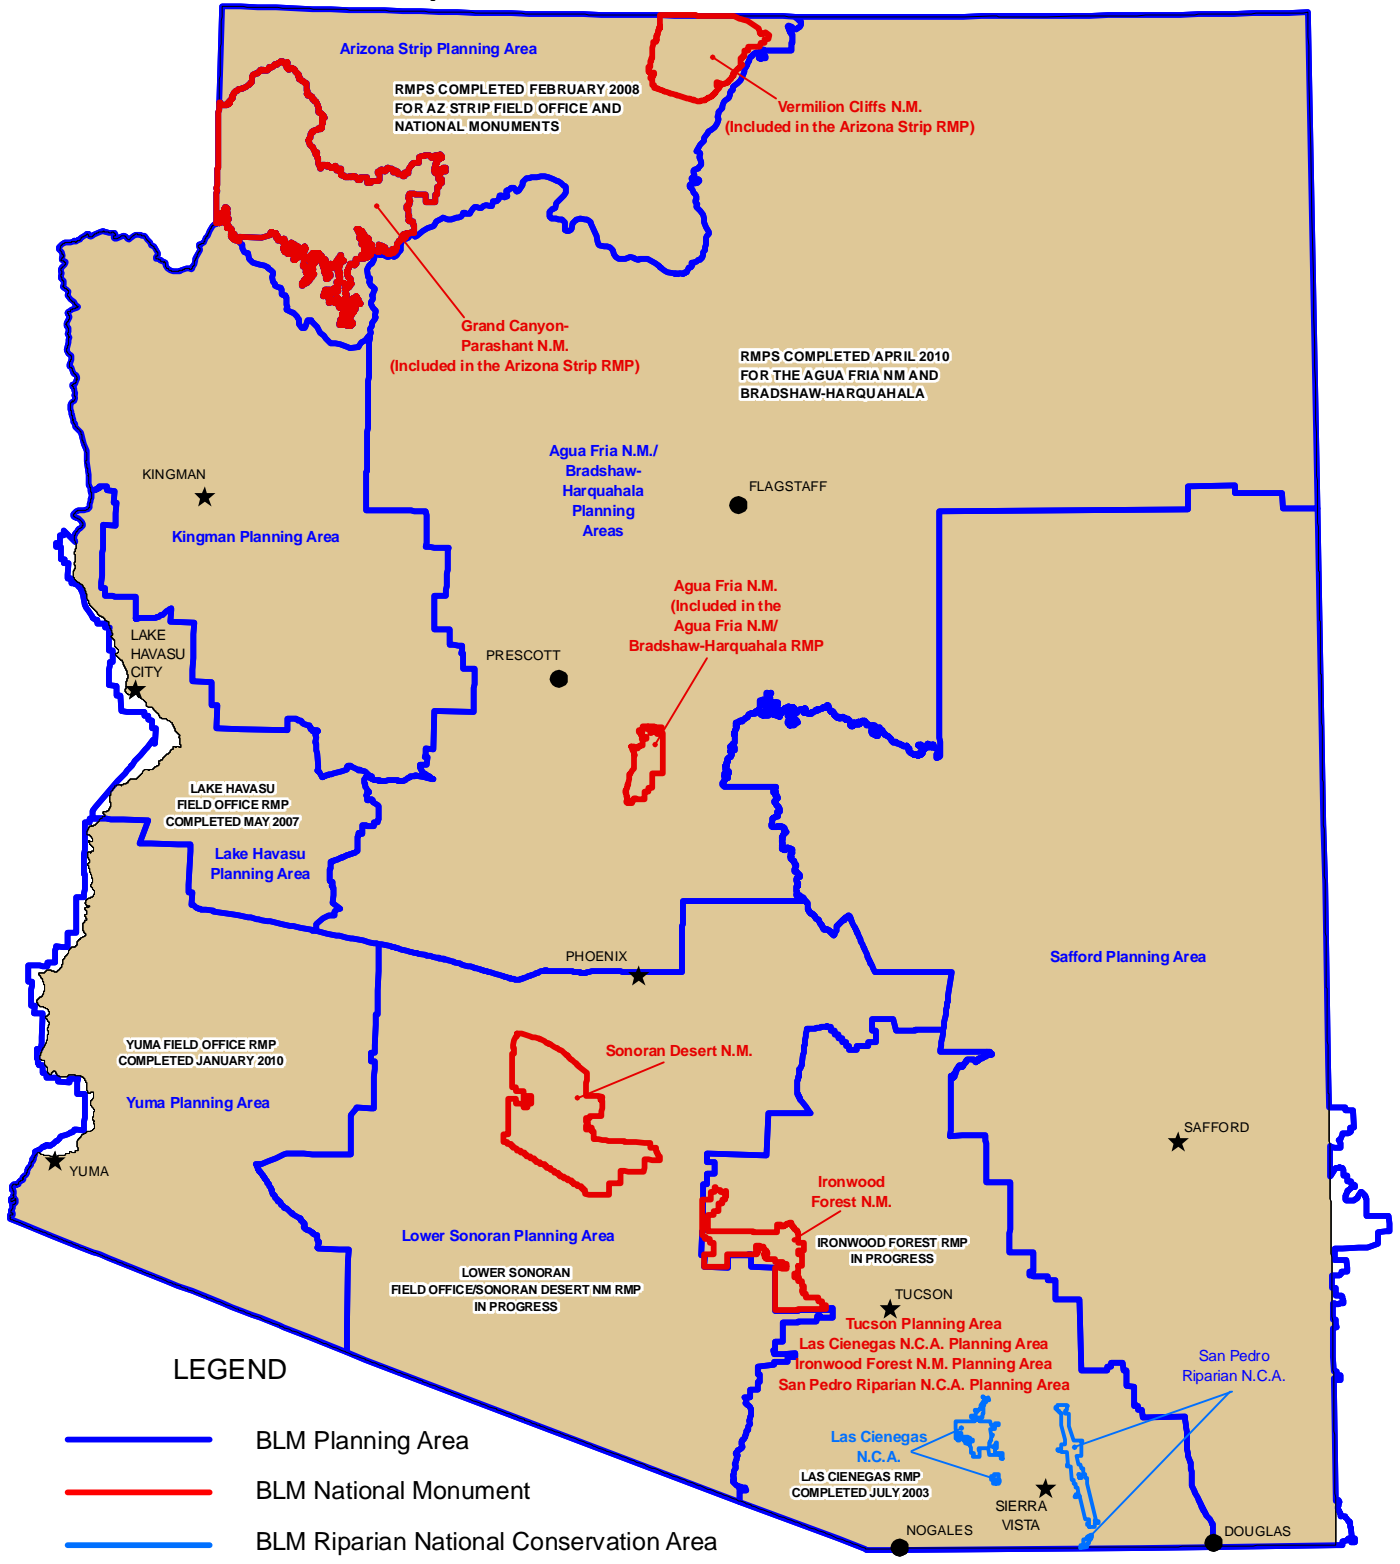 Arizona Strip Planning Area
RMPS COMPLETED FEBRUARY 2008
FOR AZ STRIP FIELD OFFICE AND
NATIONAL MONUMENTS
Vermilion Cliffs N.M.
(Included in the Arizona Strip RMP)
Grand Canyon-
Parashant N.M.
(Included in the Arizona Strip RMP)
RMPS COMPLETED APRIL 2010
FOR THE AGUA FRIA NM AND
BRADSHAW-HARQUAHALA
Agua Fria N.M./
Bradshaw-
Harquahala
Planning
Areas
KINGMAN
FLAGSTAFF
Kingman Planning Area
Agua Fria N.M.
(Included in the
Agua Fria N.M/
Bradshaw-Harquahala RMP
LAKE
HAVASU
CITY
PRESCOTT
LAKE HAVASU
FIELD OFFICE RMP
COMPLETED MAY 2007
Lake Havasu
Planning Area
PHOENIX
Safford Planning Area
YUMA FIELD OFFICE RMP
COMPLETED JANUARY 2010
Sonoran Desert N.M.
Yuma Planning Area
SAFFORD
YUMA
Ironwood
Forest N.M.
Lower Sonoran Planning Area
IRONWOOD FOREST RMP
IN PROGRESS
LOWER SONORAN
FIELD OFFICE/SONORAN DESERT NM RMP
IN PROGRESS
TUCSON
Tucson Planning Area
Las Cienegas N.C.A. Planning Area
Ironwood Forest N.M. Planning Area
San Pedro Riparian N.C.A. Planning Area
San Pedro
Riparian N.C.A.
LEGEND
Las Cienegas
N.C.A.
LAS CIENEGAS RMP
COMPLETED JULY 2003
SIERRA
VISTA
NOGALES
DOUGLAS
BLM Planning Area
BLM National Monument
BLM Riparian National Conservation Area